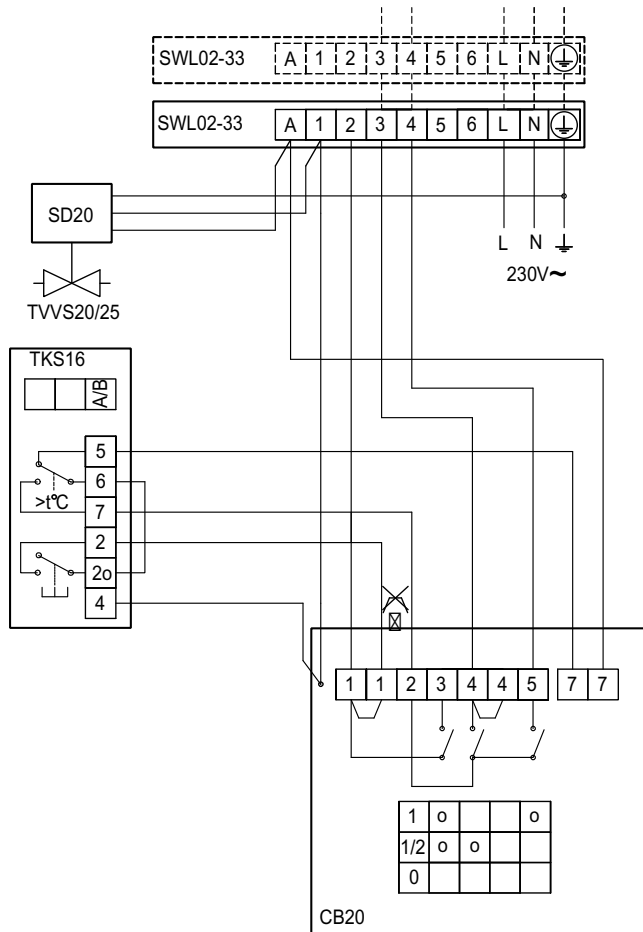 SWL02-33 A 1 2 3 4 5 6 L N
SWL02-33 A 1 2 3 4 5 6 L N
SD20
L N
230V~
TVVS20/25
TKS16
A/B
5
6
>t°C
7
2
2o
4
1 1 2 3 4 4 5 7 7
1 o o
1/2 o o
0
CB20